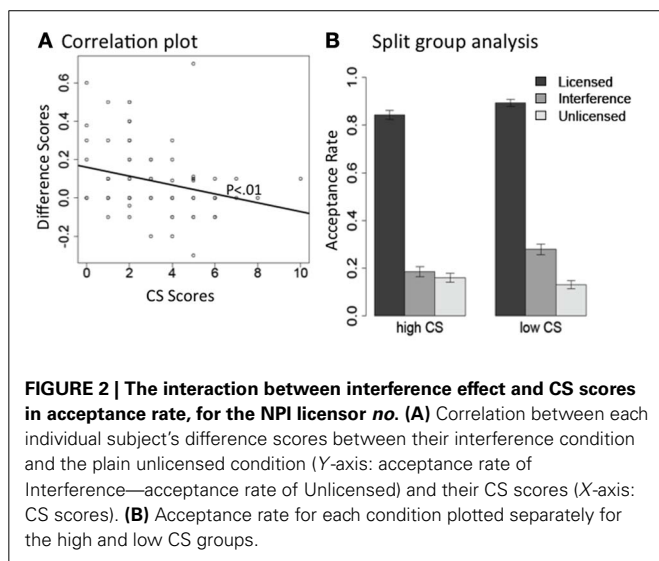 A Correlation plot
B Split group analysis
Difference Scores
0.6
0.4
0.2
0.0
-0.2
P<.01
0 2 4 6 8 10
CS Scores
Acceptance Rate
1.0
0.8
0.6
0.4
0.2
0.0
Licensed
Interference
Unlicensed
high CS low CS
FIGURE 2 | The interaction between interference effect and CS scores
in acceptance rate, for the NPI licensor no. (A) Correlation between each
individual subject's difference scores between their interference condition
and the plain unlicensed condition (Y-axis: acceptance rate of
Interference—acceptance rate of Unlicensed) and their CS scores (X-axis:
CS scores). (B) Acceptance rate for each condition plotted separately for
the high and low CS groups.